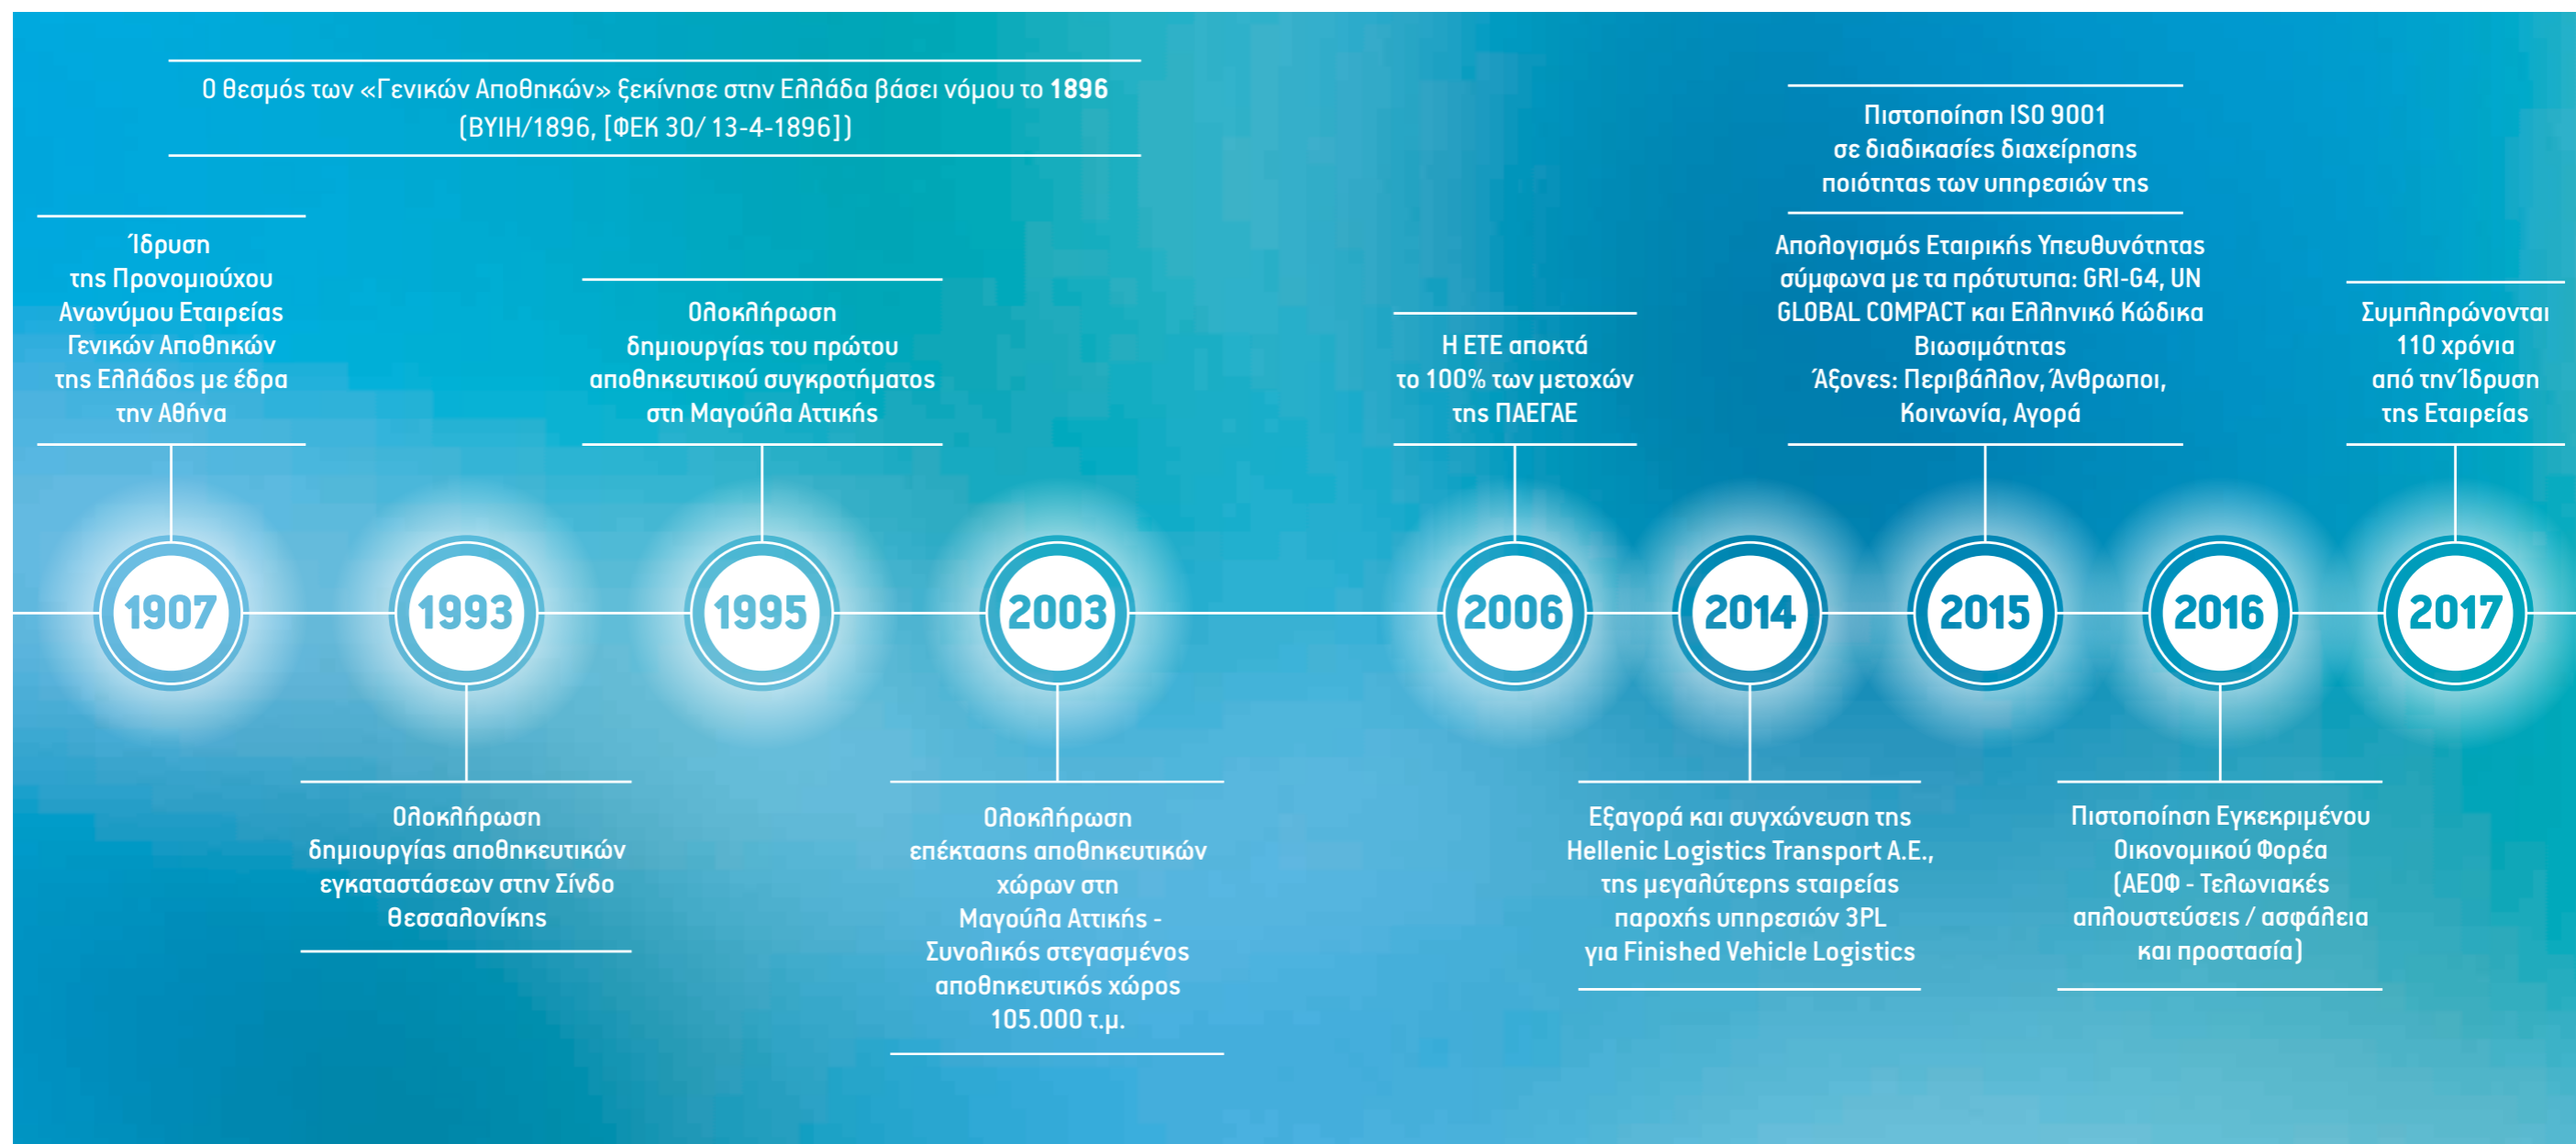 Ο θεσμός των «Γενικών Αποθηκών» ξεκίνησε στην Ελλάδα βάσει νόμου το 1896
(ΒΥΙΗ/1896, [ΦΕΚ 30/ 13-4-1896])
Ίδρυση
της Προνομιούχου
Ανωνύμου Εταιρείας
Γενικών Αποθηκών
της Ελλάδος με έδρα
την Αθήνα
1907
1993
Ολοκλήρωση
δημιουργίας αποθηκευτικών
εγκαταστάσεων στην Σίνδο
Θεσσαλονίκης
Ολοκλήρωση
δημιουργίας του πρώτου
αποθηκευτικού συγκροτήματος
στη Μαγούλα Αττικής
1995
2003
Ολοκλήρωση
επέκτασης αποθηκευτικών
χώρων στη
Μαγούλα Αττικής -
Συνολικός στεγασμένος
αποθηκευτικός χώρος
105.000 τ.μ.
Η ΕΤΕ αποκτά
το 100% των μετοχών
της ΠΑΕΓΑΕ
2006
2014
Εξαγορά και συγχώνευση της
Hellenic Logistics Transport A.E.,
της μεγαλύτερης σταιρείας
παροχής υπηρεσιών 3PL
για Finished Vehicle Logistics
Πιστοποίηση ISO 9001
σε διαδικασίες διαχείρησης
ποιότητας των υπηρεσιών της
Απολογισμός Εταιρικής Υπευθυνότητας
σύμφωνα με τα πρότυτυπα: GRI-G4, UN
GLOBAL COMPACT και Ελληνικό Κώδικα
Βιωσιμότητας
Άξονες: Περιβάλλον, Άνθρωποι,
Κοινωνία, Αγορά
2015
2016
Πιστοποίηση Εγκεκριμένου
Οικονομικού Φορέα
(ΑΕΟΦ - Τελωνιακές
απλουστεύσεις / ασφάλεια
και προστασία)
Συμπληρώνονται
110 χρόνια
από την Ίδρυση
της Εταιρείας
2017